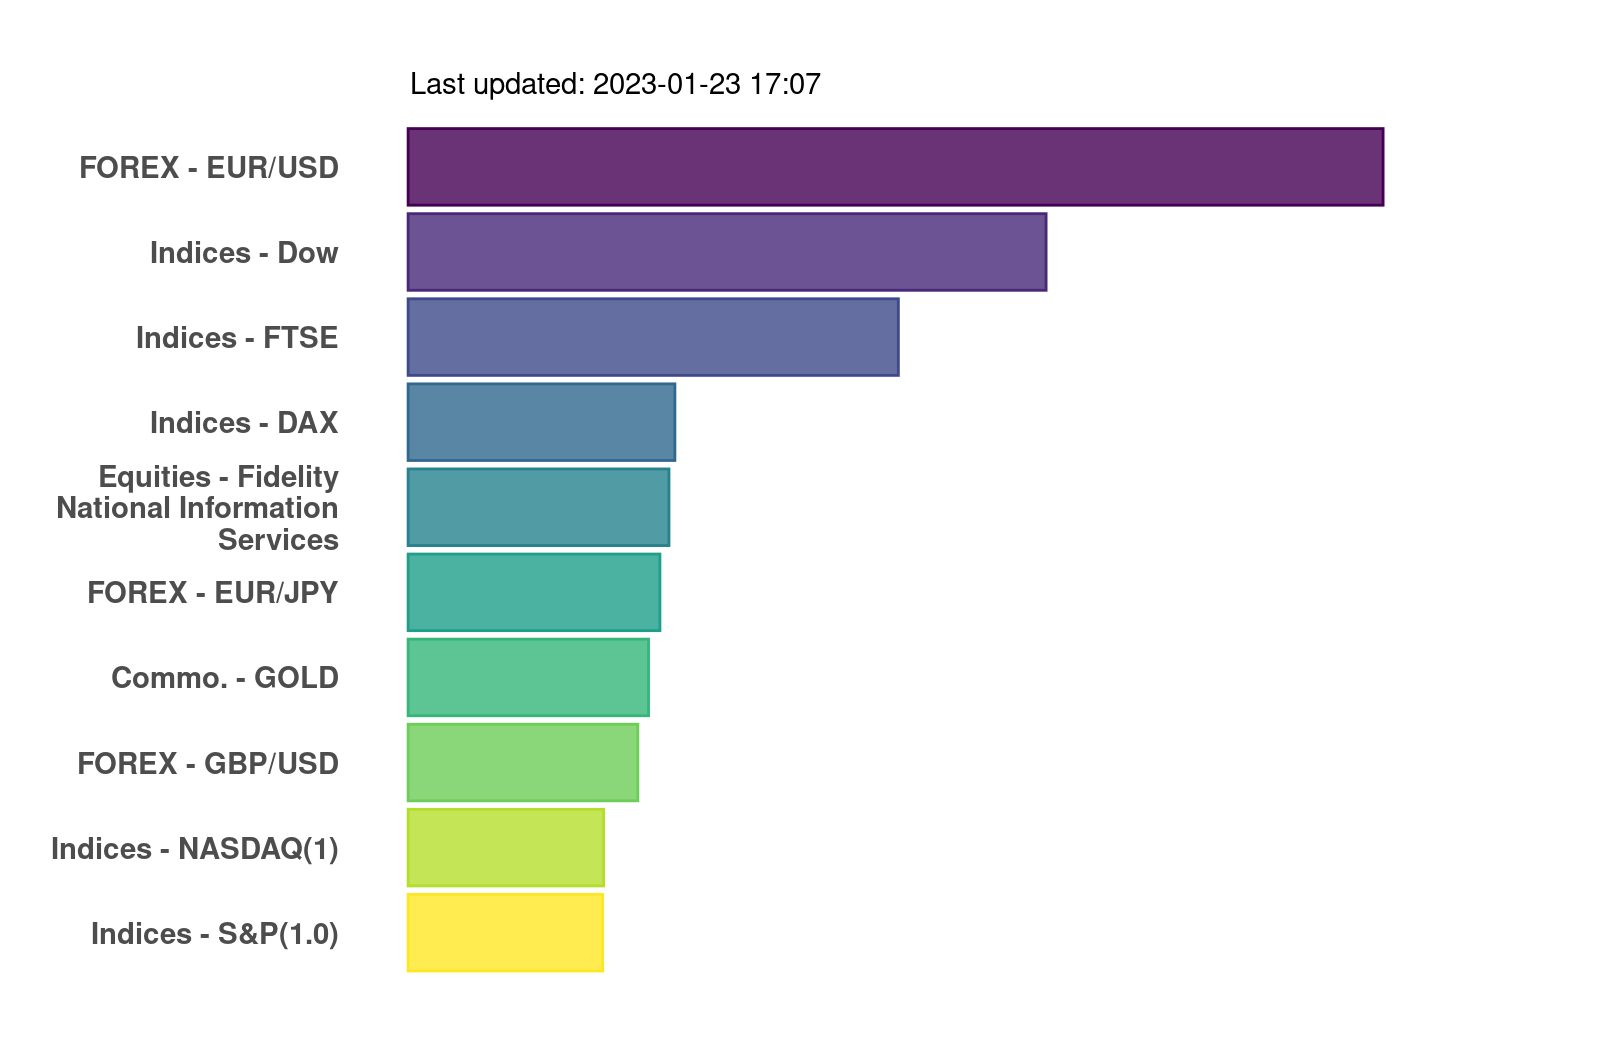 Last updated: 2023-01-23 17:07
FOREX - EUR/USD
Indices - Dow
Indices - FTSE
Indices - DAX
Equities - Fidelity
National Information
Services
FOREX - EUR/JPY
Commo. - GOLD
FOREX - GBP/USD
Indices - NASDAQ(1)
Indices - S&P(1.0)